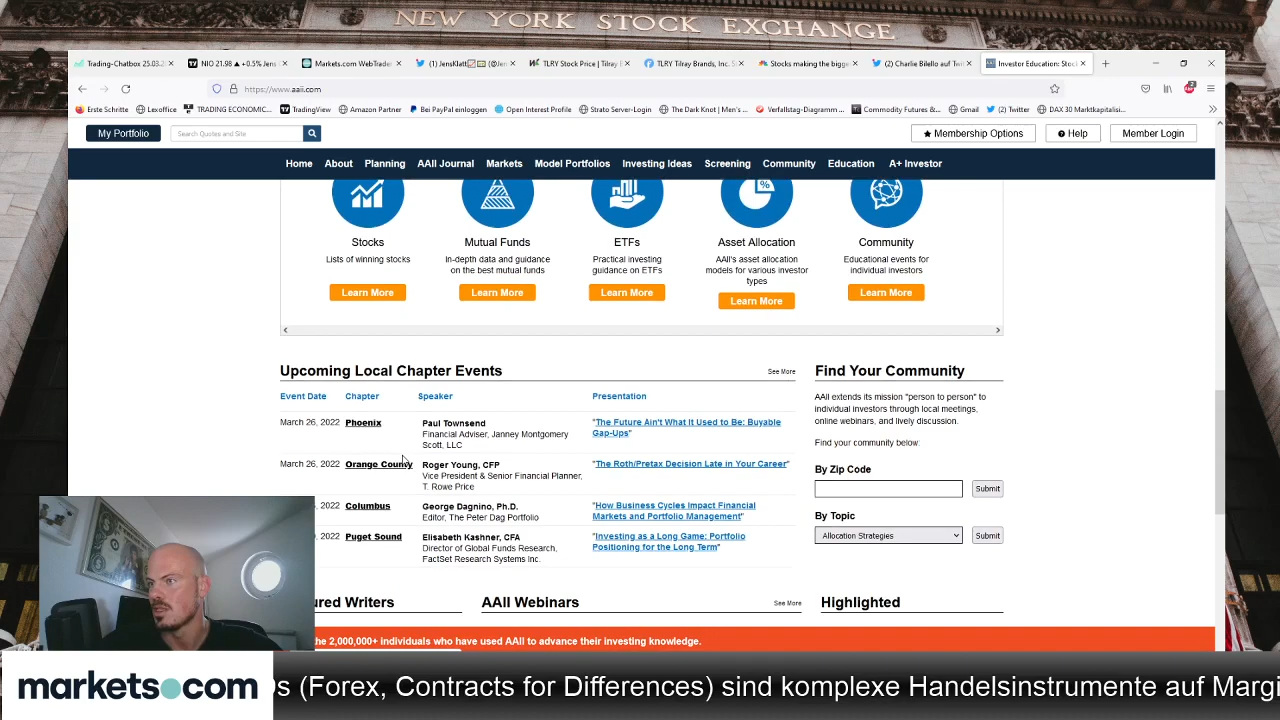 NEW YORK STOCK EXCHANGE
Trading-Chatbox 25.03.2
NIO 21.98 ▲ +0.5% Jens
Markets.com WebTrader
(1) JensKlatt
TLRY Stock Price | Tilray B
TLRY Tilray Brands, Inc. S
Stocks making the bigge
(2) Charlie Bilello auf Twit
Investor Education: Stoc
https://www.aaii.com
Erste Schritte
Lexoffice
TRADING ECONOMIC...
TradingView
Amazon Partner
Bei PayPal einloggen
Open Interest Profile
Strato Server-Login
The Dark Knot | Men's ...
Verfallstag-Diagramm ...
Commodity Futures &...
Gmail
(2) Twitter
DAX 30 Marktkapitalisi...
My Portfolio
Search Quotes and Site
Membership Options
Help
Member Login
Home
About
Planning
AAII Journal
Markets
Model Portfolios
Investing Ideas
Screening
Community
Education
A+ Investor
Stocks
Lists of winning stocks
Learn More
Mutual Funds
In-depth data and guidance
on the best mutual funds
Learn More
ETFs
Practical investing
guidance on ETFs
Learn More
Asset Allocation
AAII's asset allocation
models for various investor
types
Learn More
Community
Educational events for
individual investors
Learn More
Upcoming Local Chapter Events
See More
Event Date
Chapter
Speaker
Presentation
March 26, 2022
Phoenix
Paul Townsend
Financial Adviser, Janney Montgomery
Scott, LLC
"The Future Ain't What It Used to Be: Buyable
Gap-Ups"
March 26, 2022
Orange County
Roger Young, CFP
Vice President & Senior Financial Planner,
T. Rowe Price
"The Roth/Pretax Decision Late in Your Career"
2022
Columbus
George Dagnino, Ph.D.
Editor, The Peter Dag Portfolio
"How Business Cycles Impact Financial
Markets and Portfolio Management"
2022
Puget Sound
Elisabeth Kashner, CFA
Director of Global Funds Research,
FactSet Research Systems Inc.
"Investing as a Long Game: Portfolio
Positioning for the Long Term"
Find Your Community
AAII extends its mission "person to person" to
individual investors through local meetings,
online webinars, and lively discussion.
Find your community below:
By Zip Code
Submit
By Topic
Allocation Strategies
Submit
ured Writers
AAII Webinars
See More
Highlighted
the 2,000,000+ individuals who have used AAII to advance their investing knowledge.
markets.com
Ds (Forex, Contracts for Differences) sind komplexe Handelsinstrumente auf Margi